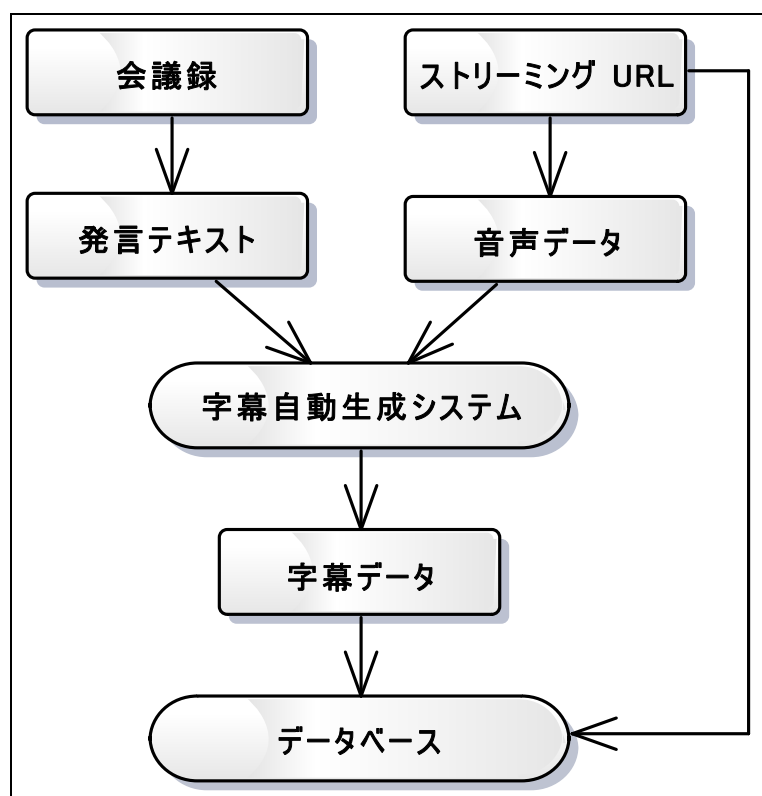 会議録
ストリーミング URL
発言テキスト
音声データ
字幕自動生成システム
字幕データ
データベース